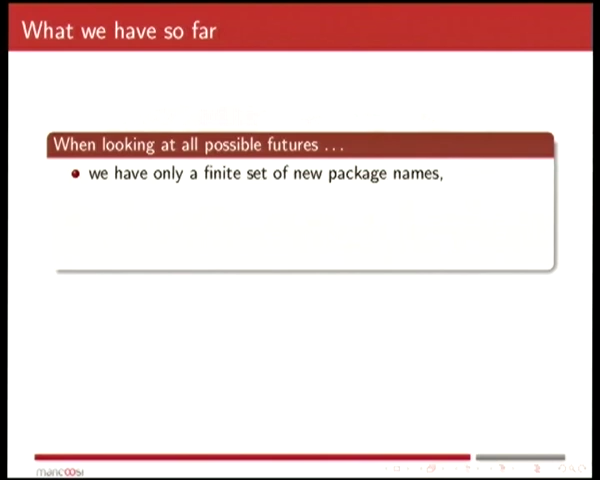 What we have so far
When looking at all possible futures ...
we have only a finite set of new package names,
mancoosi